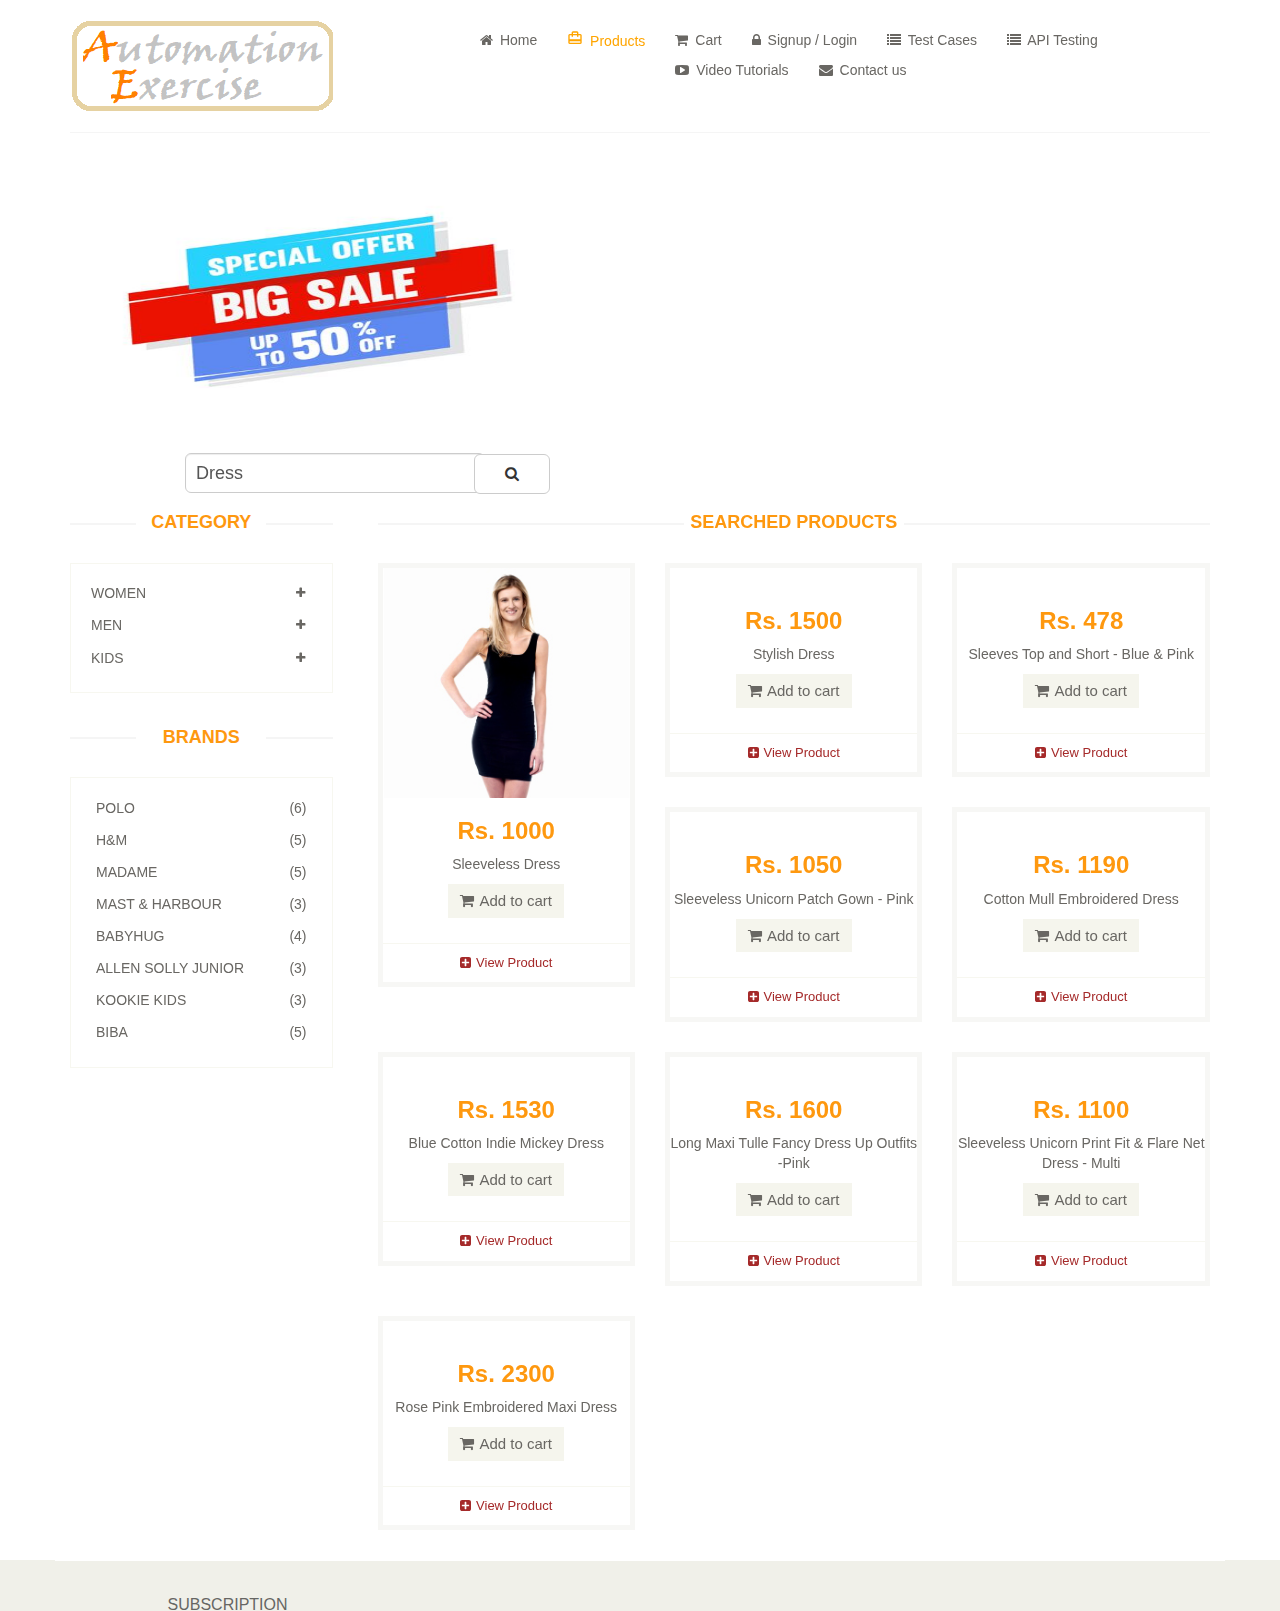 Automation
Exercise
Home
Products
Cart
Signup / Login
Test Cases
API Testing
Video Tutorials
Contact us
SPECIAL OFFER
BIG SALE
UP TO 50% OFF
Dress
CATEGORY
WOMEN
MEN
KIDS
BRANDS
POLO (6)
H&M (5)
MADAME (5)
MAST & HARBOUR (3)
BABYHUG (4)
ALLEN SOLLY JUNIOR (3)
KOOKIE KIDS (3)
BIBA (5)
SEARCHED PRODUCTS
Rs. 1000
Sleeveless Dress
Add to cart
View Product
Rs. 1500
Stylish Dress
Add to cart
View Product
Rs. 478
Sleeves Top and Short - Blue & Pink
Add to cart
View Product
Rs. 1050
Sleeveless Unicorn Patch Gown - Pink
Add to cart
View Product
Rs. 1190
Cotton Mull Embroidered Dress
Add to cart
View Product
Rs. 1530
Blue Cotton Indie Mickey Dress
Add to cart
View Product
Rs. 1600
Long Maxi Tulle Fancy Dress Up Outfits
-Pink
Add to cart
View Product
Rs. 1100
Sleeveless Unicorn Print Fit & Flare Net
Dress - Multi
Add to cart
View Product
Rs. 2300
Rose Pink Embroidered Maxi Dress
Add to cart
View Product
SUBSCRIPTION